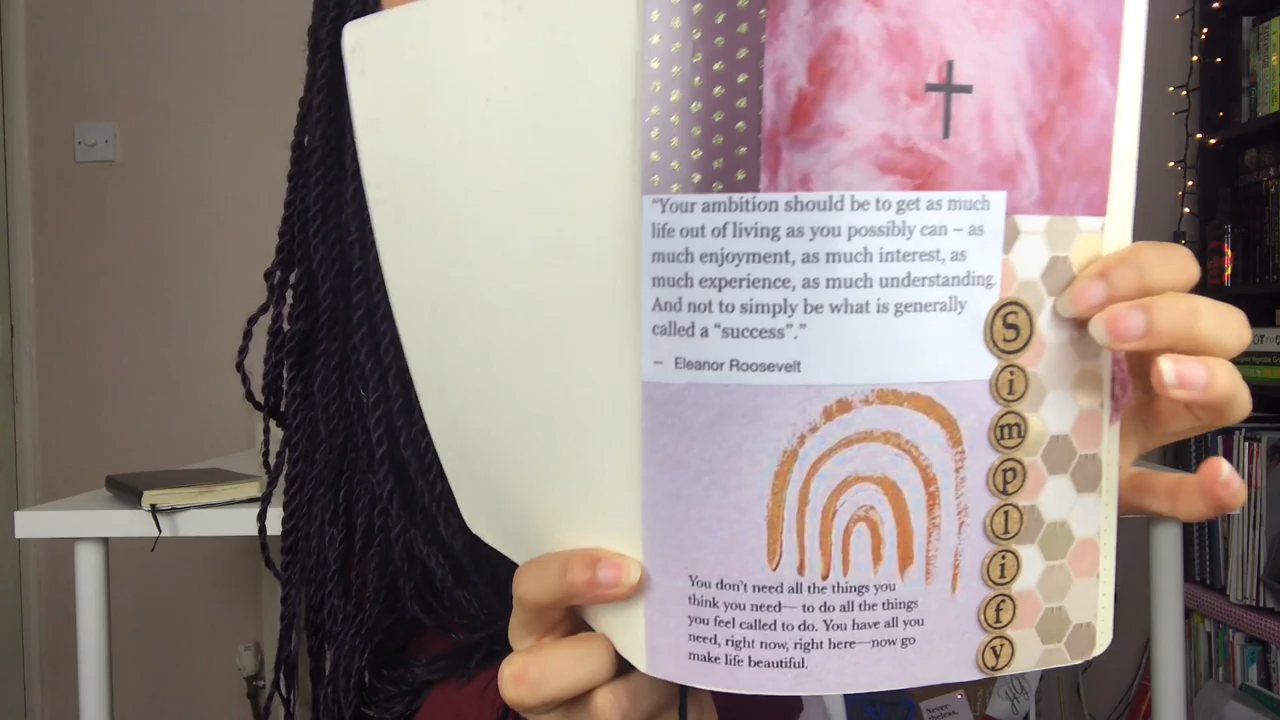 “Your ambition should be to get as much
life out of living as you possibly can – as
much enjoyment, as much interest, as
much experience, as much understanding.
And not to simply be what is generally
called a “success”.”
– Eleanor Roosevelt
Simplify
You don't need all the things you
think you need— to do all the things
you feel called to do. You have all you
need, right now, right here—now go
make life beautiful.
Never-
theless,